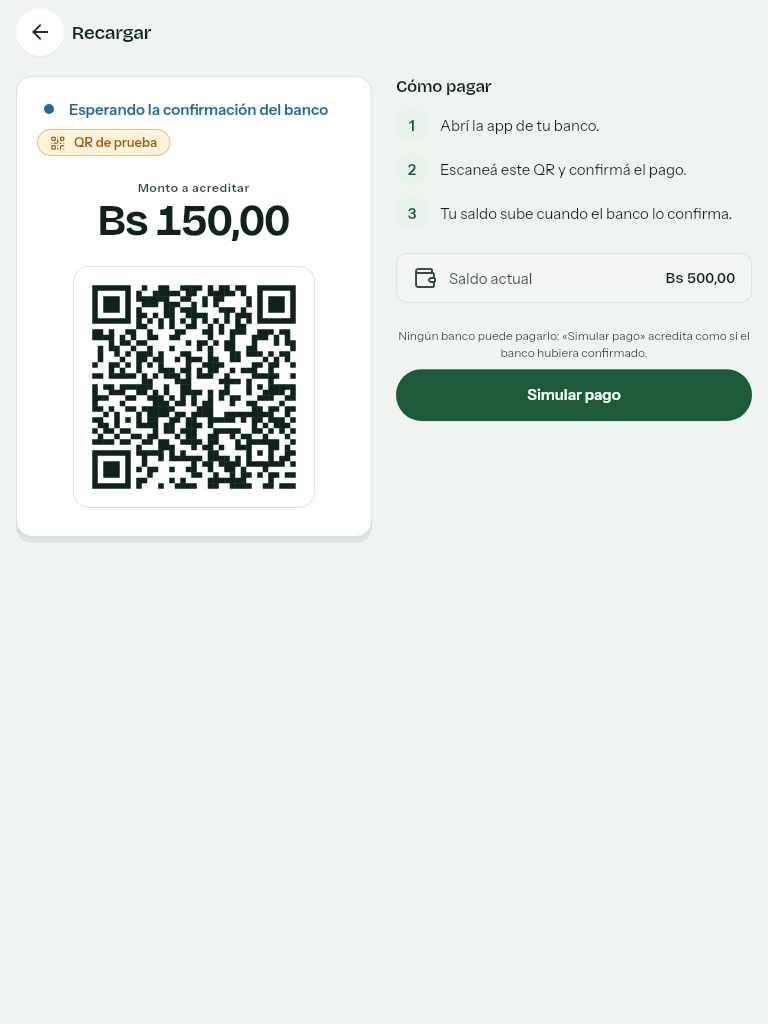 Recargar
Esperando la confirmación del banco
QR de prueba
Monto a acreditar
Bs 150,00
Cómo pagar
1 Abrí la app de tu banco.
2 Escaneá este QR y confirmá el pago.
3 Tu saldo sube cuando el banco lo confirma.
Saldo actual Bs 500,00
Ningún banco puede pagarlo: «Simular pago» acredita como si el
banco hubiera confirmado.
Simular pago